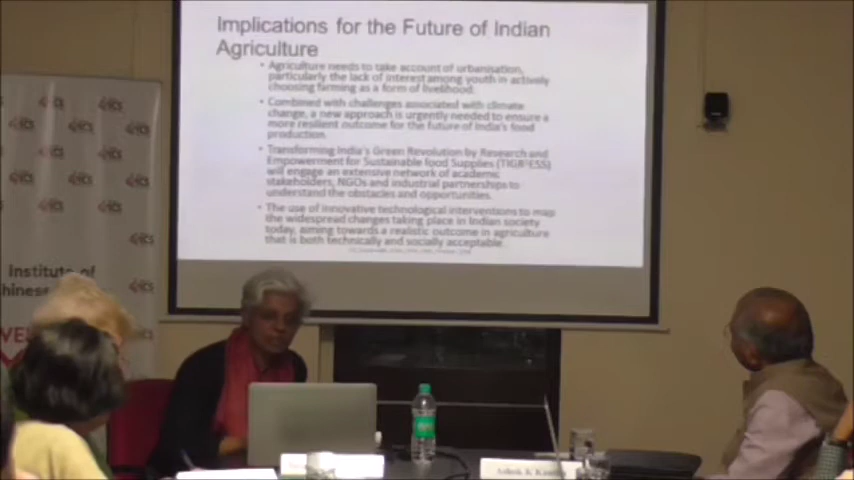 Implications for the Future of Indian
Agriculture
• Agriculture needs to take account of urbanisation,
particularly the lack of interest among youth in actively
choosing farming as a form of livelihood.
• Combined with challenges associated with climate
change, a new approach is urgently needed to ensure a
more resilient outcome for the future of India's food
production.
• Transforming India's Green Revolution by Research and
Empowerment for Sustainable food Supplies (TIGR²ESS)
will engage an extensive network of academic
stakeholders, NGOs and industrial partnerships to
understand the obstacles and opportunities.
• The use of innovative technological interventions to map
the widespread changes taking place in Indian society
today, aiming towards a realistic outcome in agriculture
that is both technically and socially acceptable.
Institute of
hinese
Ashok K